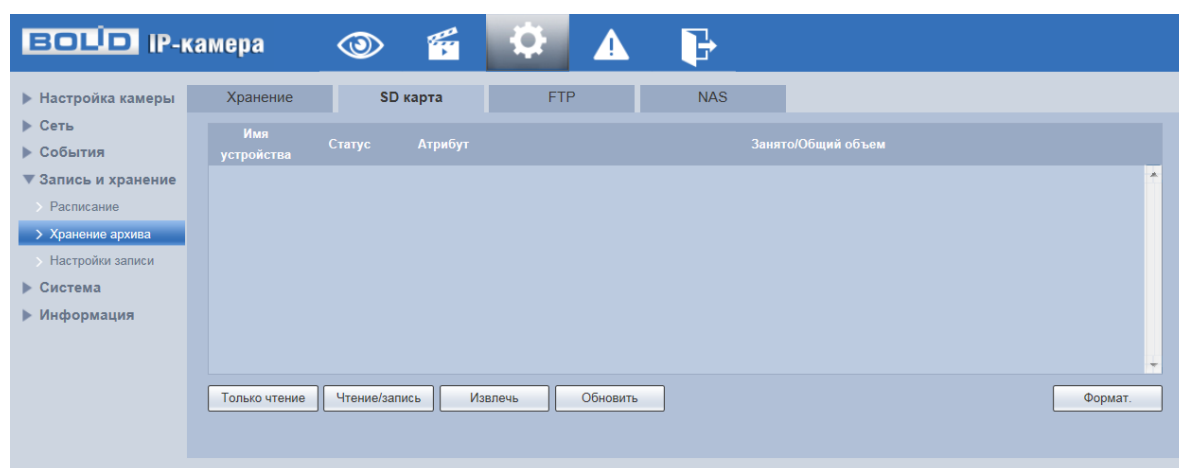 BOLID IP-камера
Настройка камеры
Сеть
События
Запись и хранение
Расписание
Хранение архива
Настройки записи
Система
Информация
Хранение SD карта FTP NAS
Имя устройства Статус Атрибут Занято/Общий объем
Только чтение Чтение/запись Извлечь Обновить Формат.